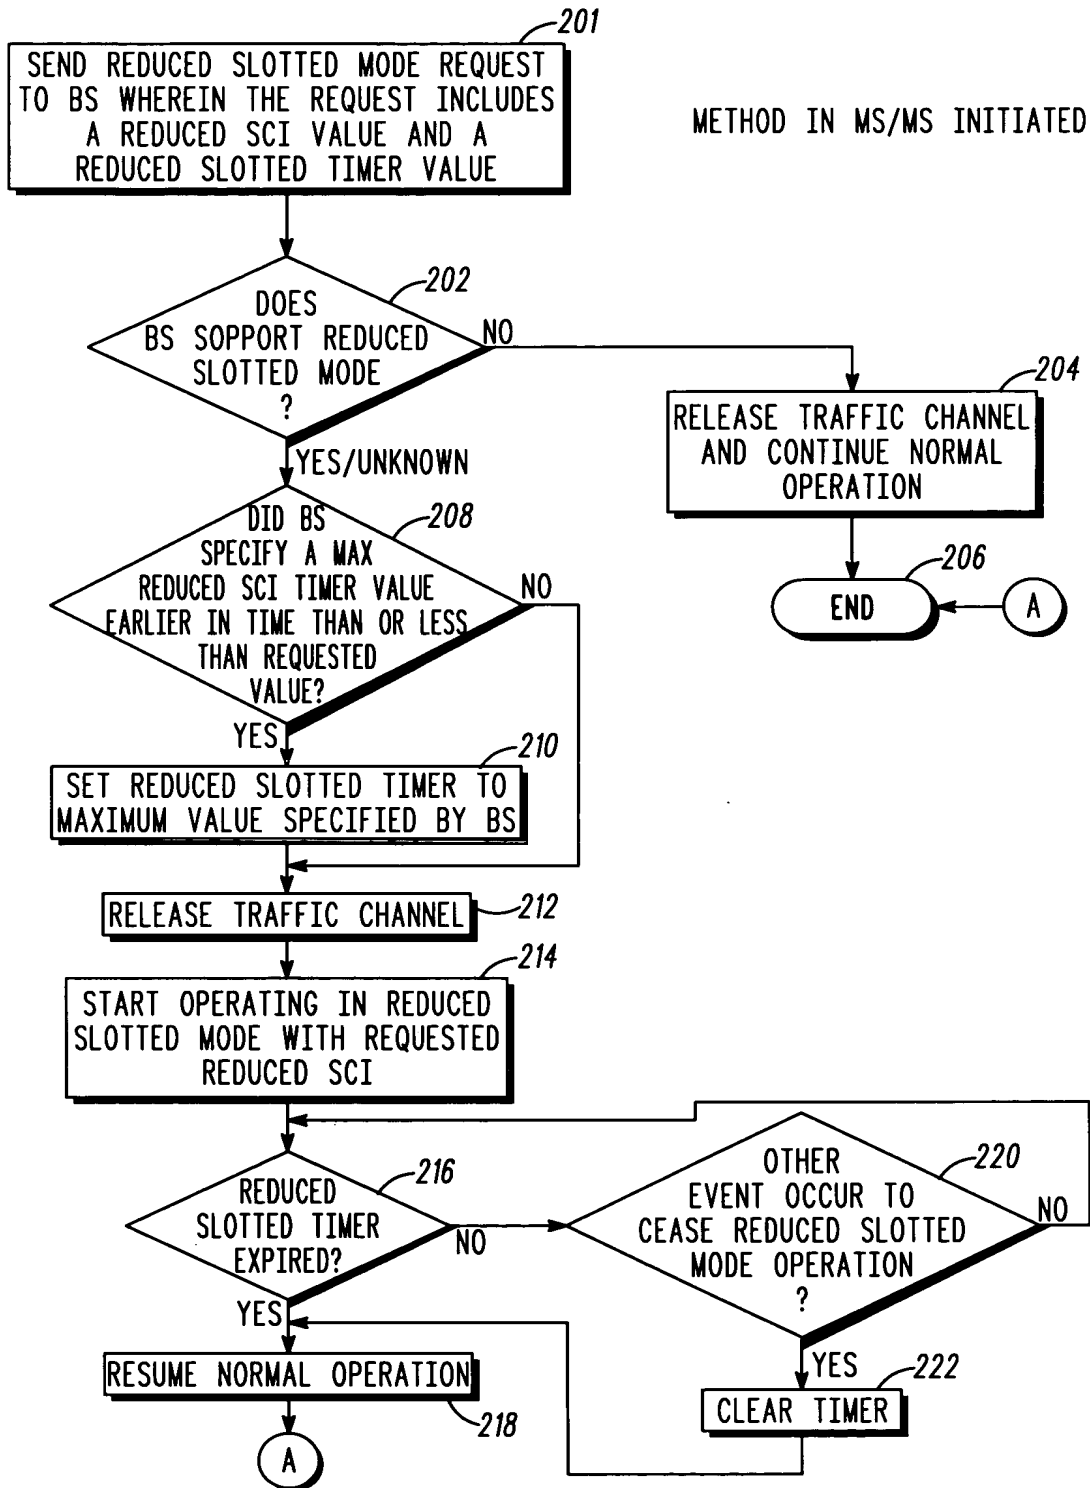 201
SEND REDUCED SLOTTED MODE REQUEST
TO BS WHEREIN THE REQUEST INCLUDES
A REDUCED SCI VALUE AND A
REDUCED SLOTTED TIMER VALUE
METHOD IN MS/MS INITIATED
202
DOES
BS SOPPORT REDUCED
SLOTTED MODE
?
NO
YES/UNKNOWN
204
RELEASE TRAFFIC CHANNEL
AND CONTINUE NORMAL
OPERATION
206
END
A
208
DID BS
SPECIFY A MAX
REDUCED SCI TIMER VALUE
EARLIER IN TIME THAN OR LESS
THAN REQUESTED
VALUE?
NO
YES
210
SET REDUCED SLOTTED TIMER TO
MAXIMUM VALUE SPECIFIED BY BS
RELEASE TRAFFIC CHANNEL
212
214
START OPERATING IN REDUCED
SLOTTED MODE WITH REQUESTED
REDUCED SCI
216
REDUCED
SLOTTED TIMER
EXPIRED?
NO
YES
220
OTHER
EVENT OCCUR TO
CEASE REDUCED SLOTTED
MODE OPERATION
?
NO
YES
222
CLEAR TIMER
RESUME NORMAL OPERATION
218
A